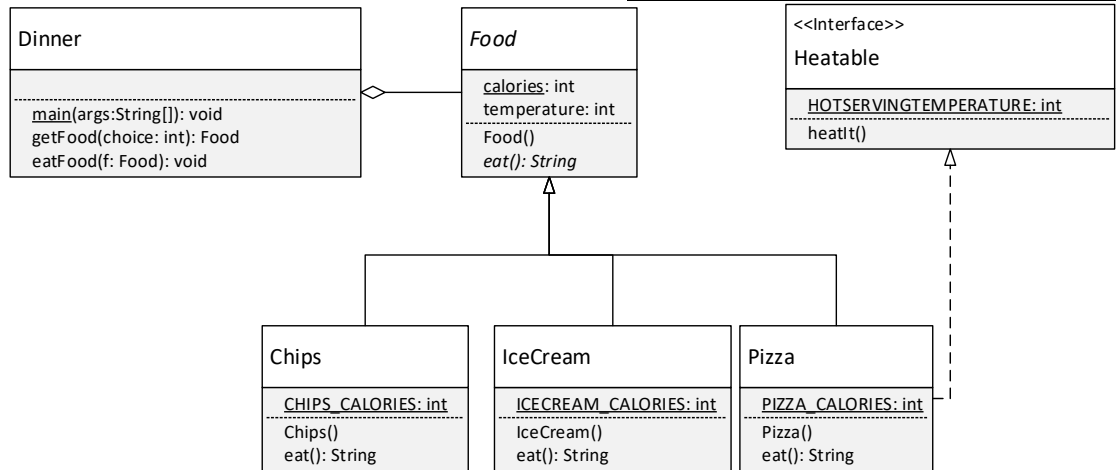 Dinner
main(args:String[]): void
getFood(choice: int): Food
eatFood(f: Food): void
Food
calories: int
temperature: int
Food()
eat(): String
<<Interface>>
Heatable
HOTSERVINGTEMPERATURE: int
heatIt()
Chips
CHIPS_CALORIES: int
Chips()
eat(): String
IceCream
ICECREAM_CALORIES: int
IceCream()
eat(): String
Pizza
PIZZA_CALORIES: int
Pizza()
eat(): String